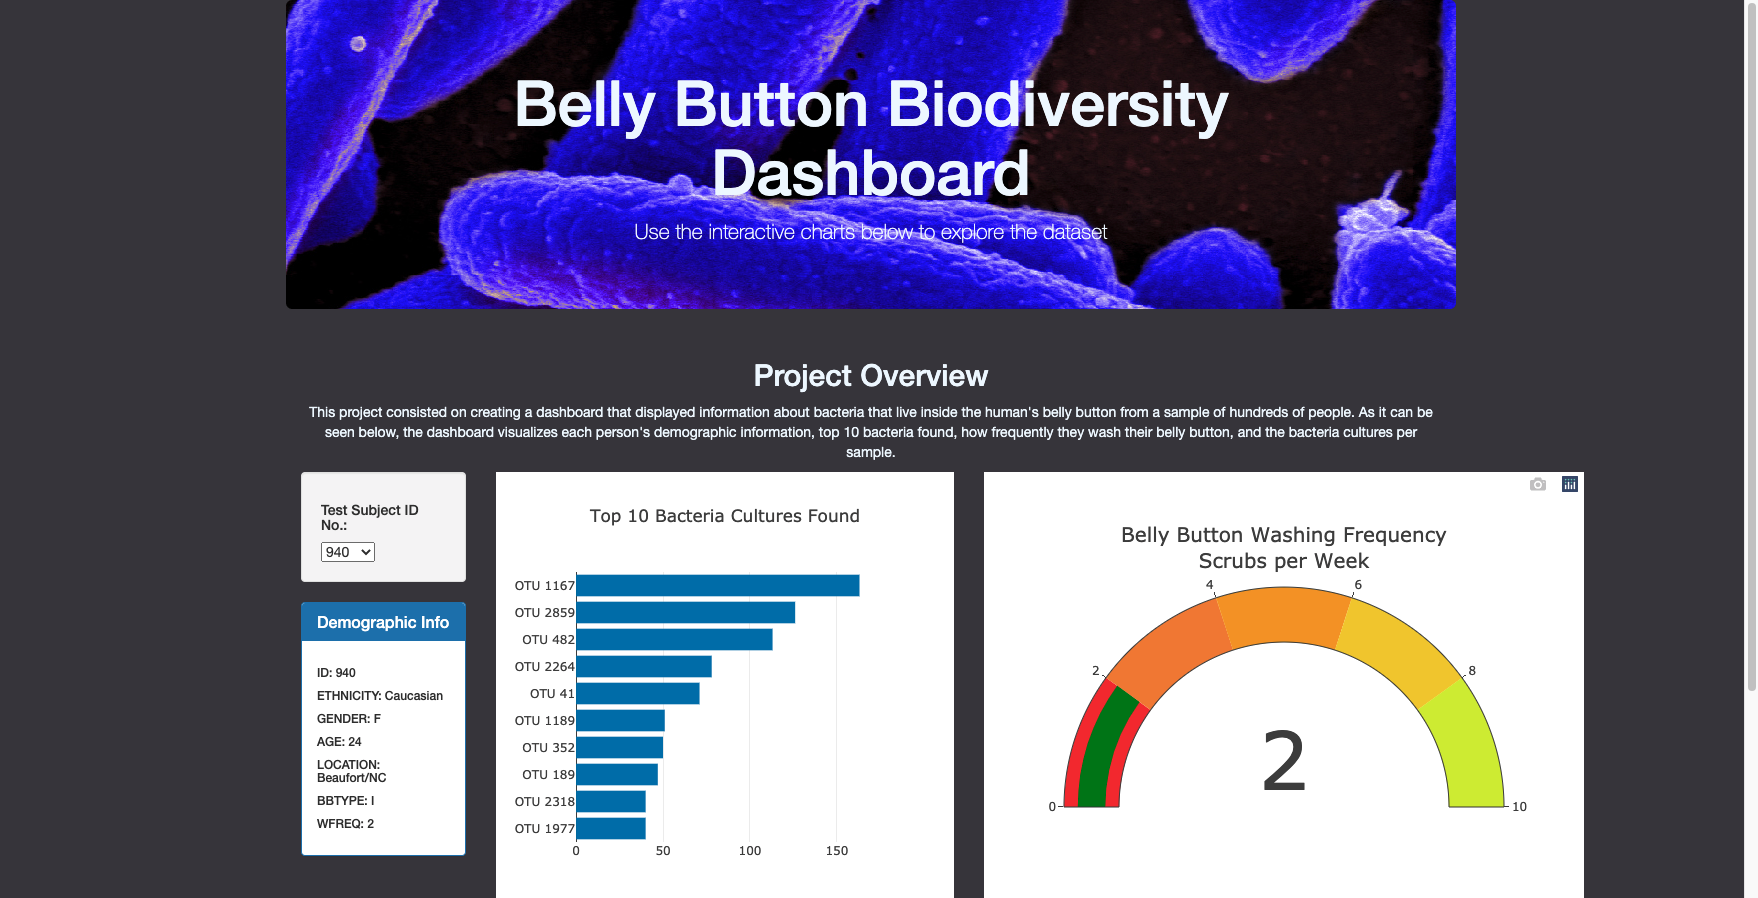 Belly Button Biodiversity
Dashboard
Use the interactive charts below to explore the dataset
Project Overview
This project consisted on creating a dashboard that displayed information about bacteria that live inside the human's belly button from a sample of hundreds of people. As it can be
seen below, the dashboard visualizes each person's demographic information, top 10 bacteria found, how frequently they wash their belly button, and the bacteria cultures per
sample.
Test Subject ID
No.:
940
Demographic Info
ID: 940
ETHNICITY: Caucasian
GENDER: F
AGE: 24
LOCATION:
Beaufort/NC
BBTYPE: I
WFREQ: 2
Top 10 Bacteria Cultures Found
OTU 1167
OTU 2859
OTU 482
OTU 2264
OTU 41
OTU 1189
OTU 352
OTU 189
OTU 2318
OTU 1977
0 50 100 150
Belly Button Washing Frequency
Scrubs per Week
4 6
2 8
2
0 10